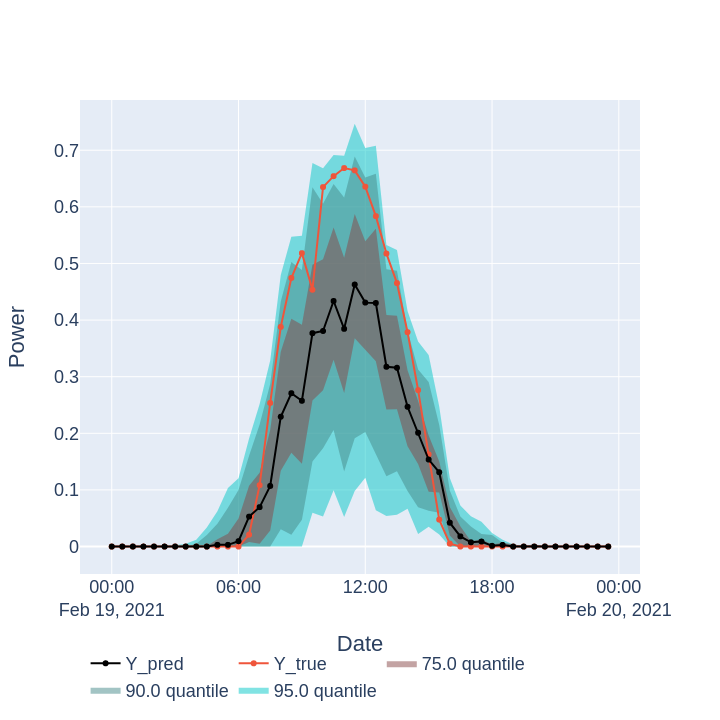 0.7
0.6
0.5
0.4
0.3
0.2
0.1
0
Power
00:00 06:00 12:00 18:00 00:00
Feb 19, 2021 Feb 20, 2021
Date
Y_pred Y_true 75.0 quantile
90.0 quantile 95.0 quantile